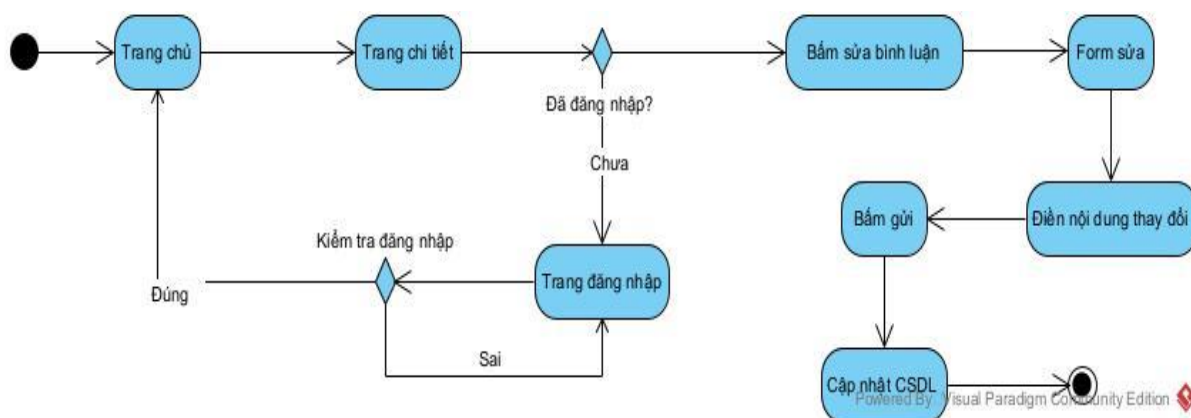 Trang chủ
Trang chi tiết
Bấm sửa bình luận
Form sửa
Đã đăng nhập?
Chưa
Bấm gửi
Điền nội dung thay đổi
Kiểm tra đăng nhập
Trang đăng nhập
Đúng
Sai
Cập nhật CSDL
Powered By: Visual Paradigm Community Edition